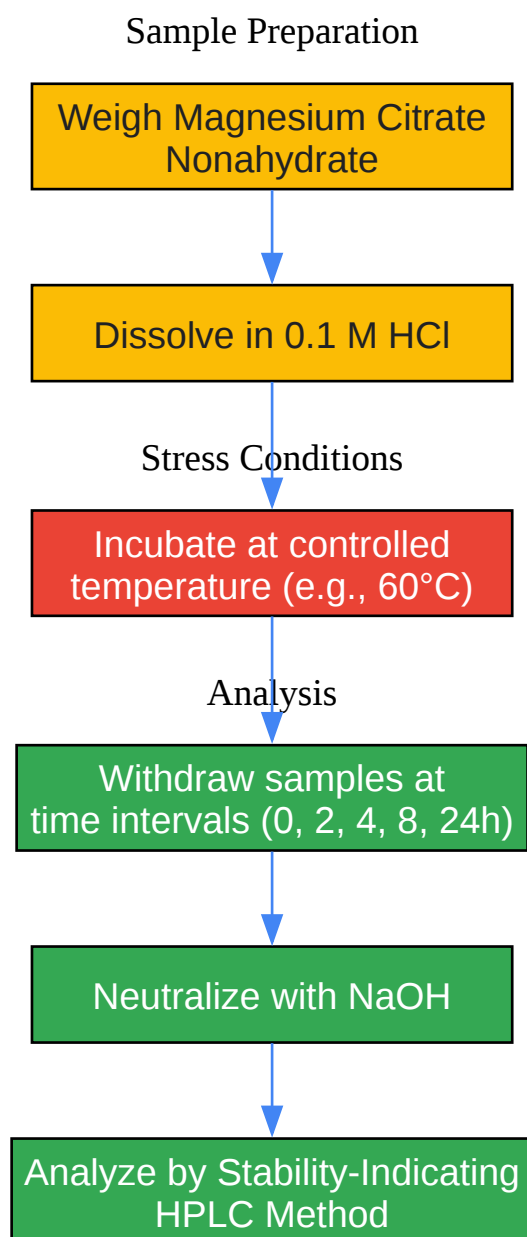 Sample Preparation
Weigh Magnesium Citrate
Nonahydrate
Dissolve in 0.1 M HCl
Stress Conditions
Incubate at controlled
temperature (e.g., 60°C)
Analysis
Withdraw samples at
time intervals (0, 2, 4, 8, 24h)
Neutralize with NaOH
Analyze by Stability-Indicating
HPLC Method